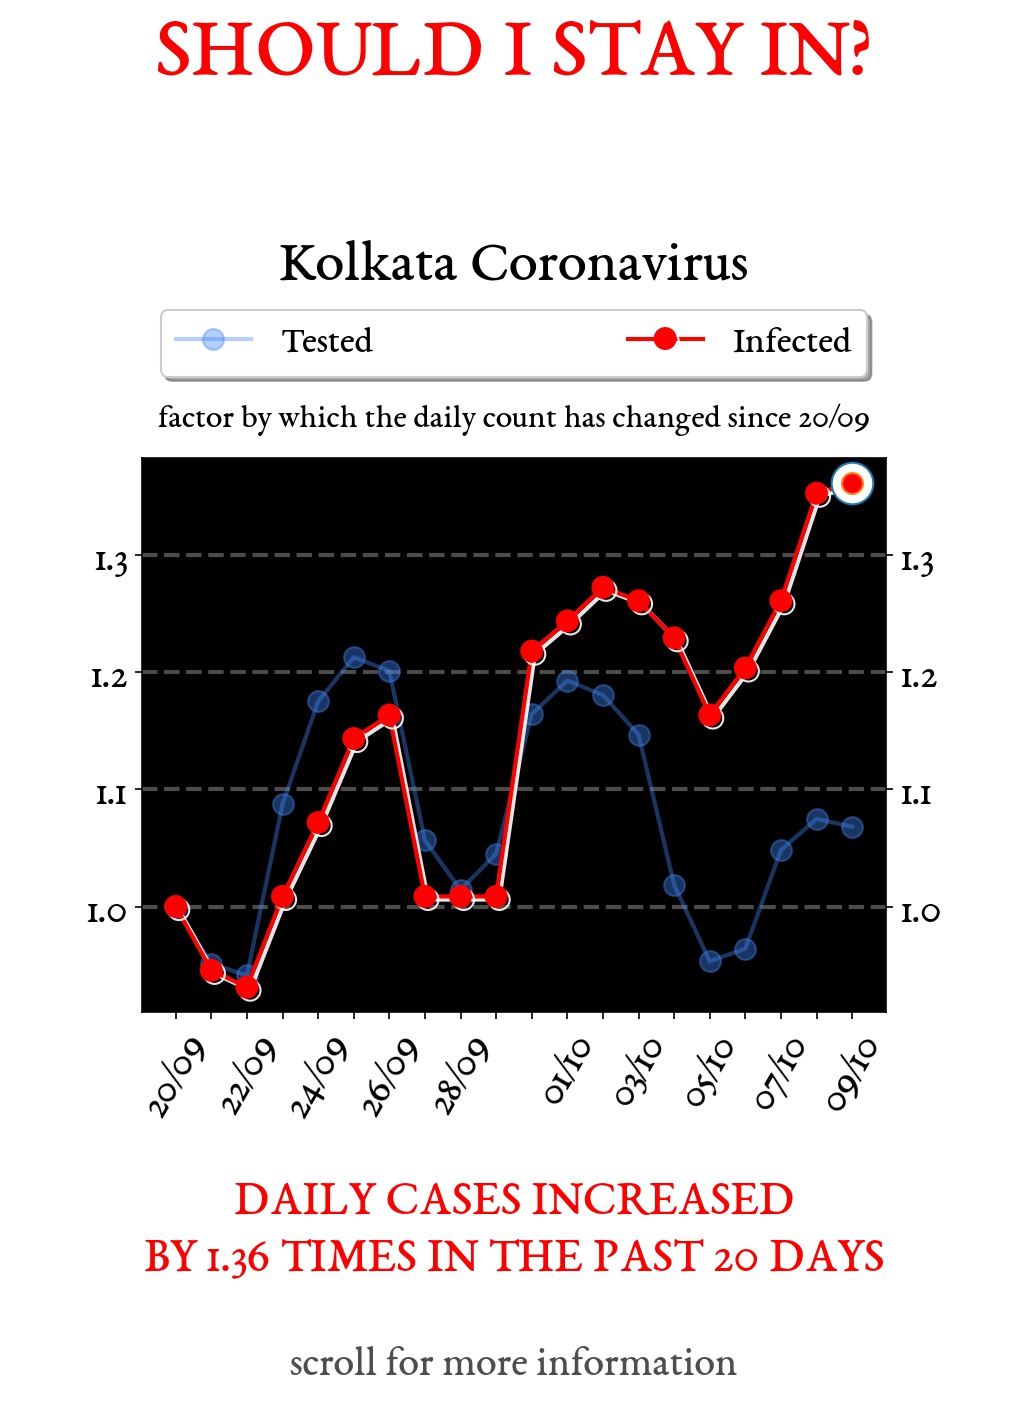 SHOULD I STAY IN?
Kolkata Coronavirus
Tested Infected
factor by which the daily count has changed since 20/09
1.3 1.3
1.2 1.2
1.1 1.1
1.0 1.0
20/09 22/09 24/09 26/09 28/09 01/10 03/10 05/10 07/10 09/10
DAILY CASES INCREASED
BY 1.36 TIMES IN THE PAST 20 DAYS
scroll for more information